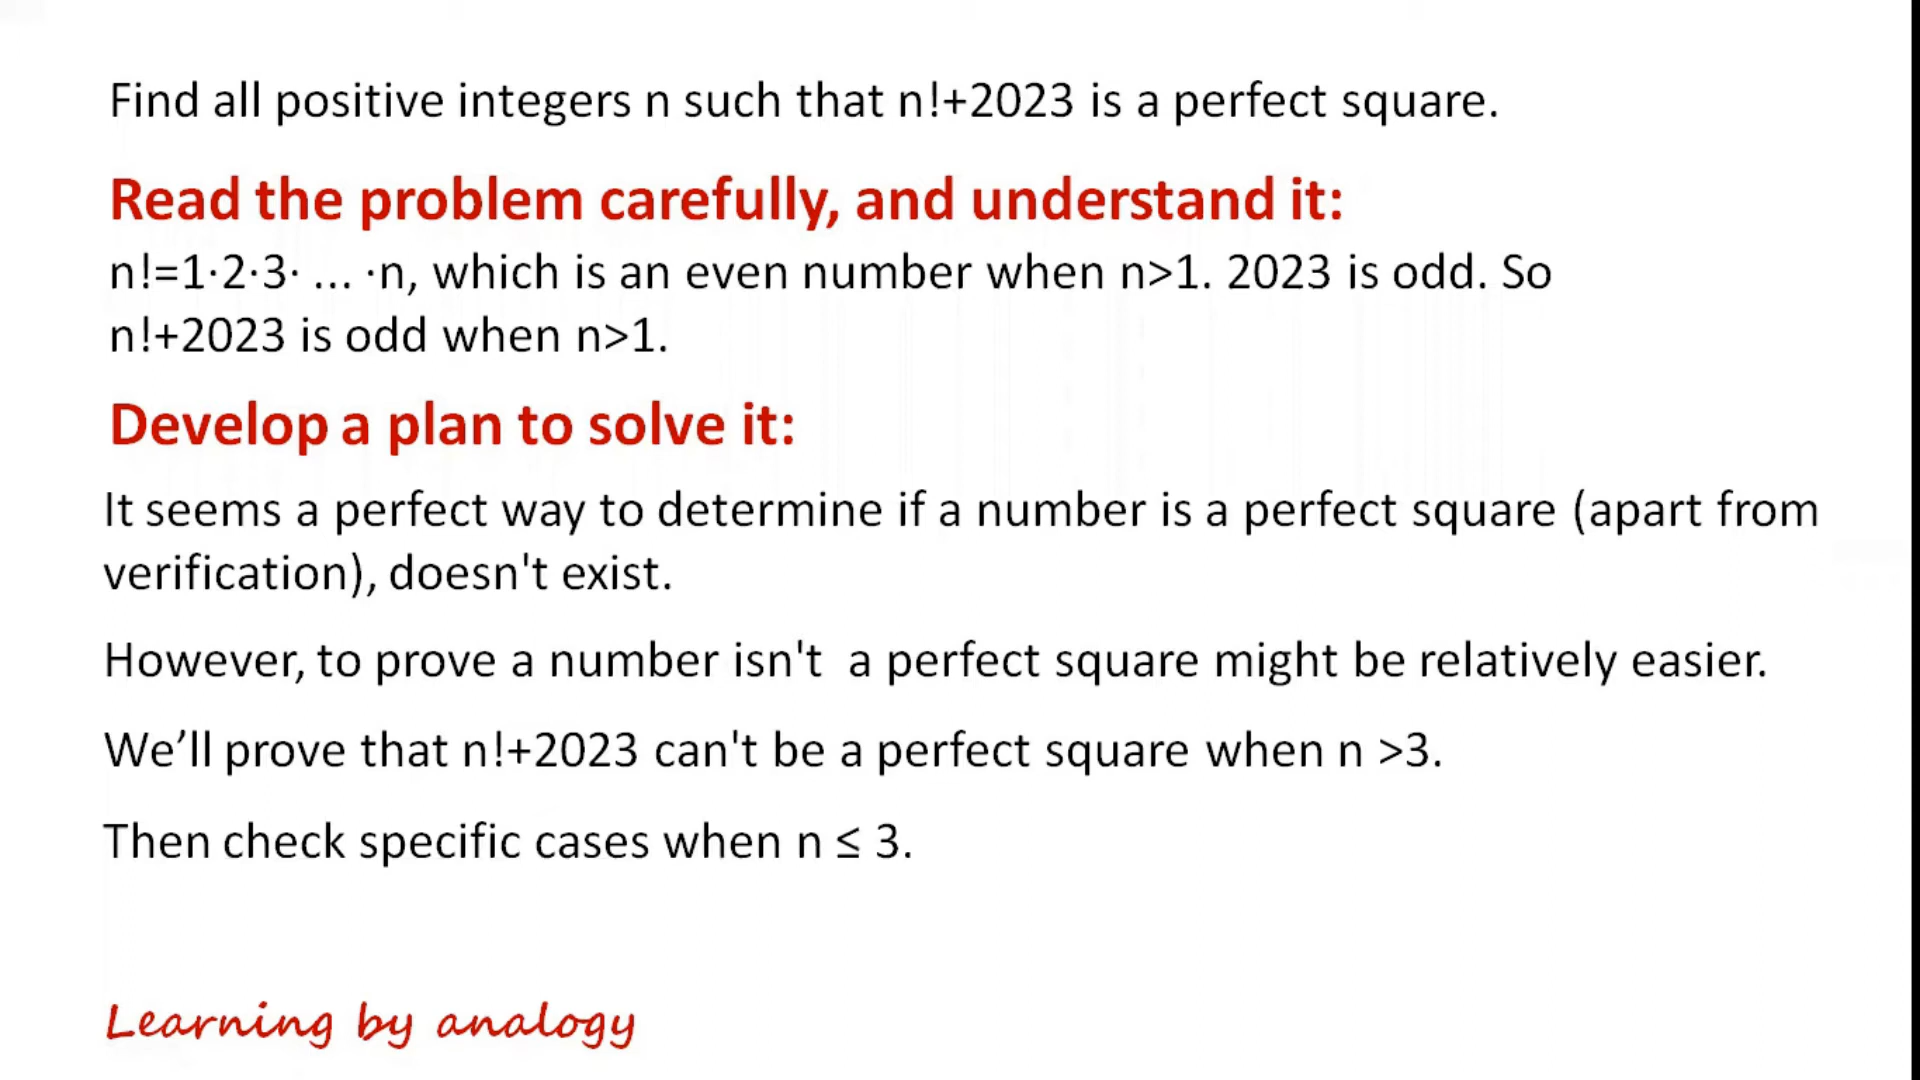 Find all positive integers n such that n!+2023 is a perfect square.
Read the problem carefully, and understand it:
n!=1·2·3· ... ·n, which is an even number when n>1. 2023 is odd. So
n!+2023 is odd when n>1.
Develop a plan to solve it:
It seems a perfect way to determine if a number is a perfect square (apart from
verification), doesn't exist.
However, to prove a number isn't  a perfect square might be relatively easier.
We’ll prove that n!+2023 can't be a perfect square when n >3.
Then check specific cases when n ≤ 3.
Learning by analogy